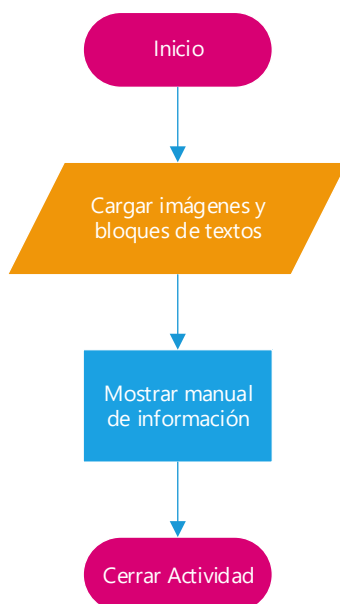 Inicio
Cargar imágenes y
bloques de textos
Mostrar manual
de información
Cerrar Actividad